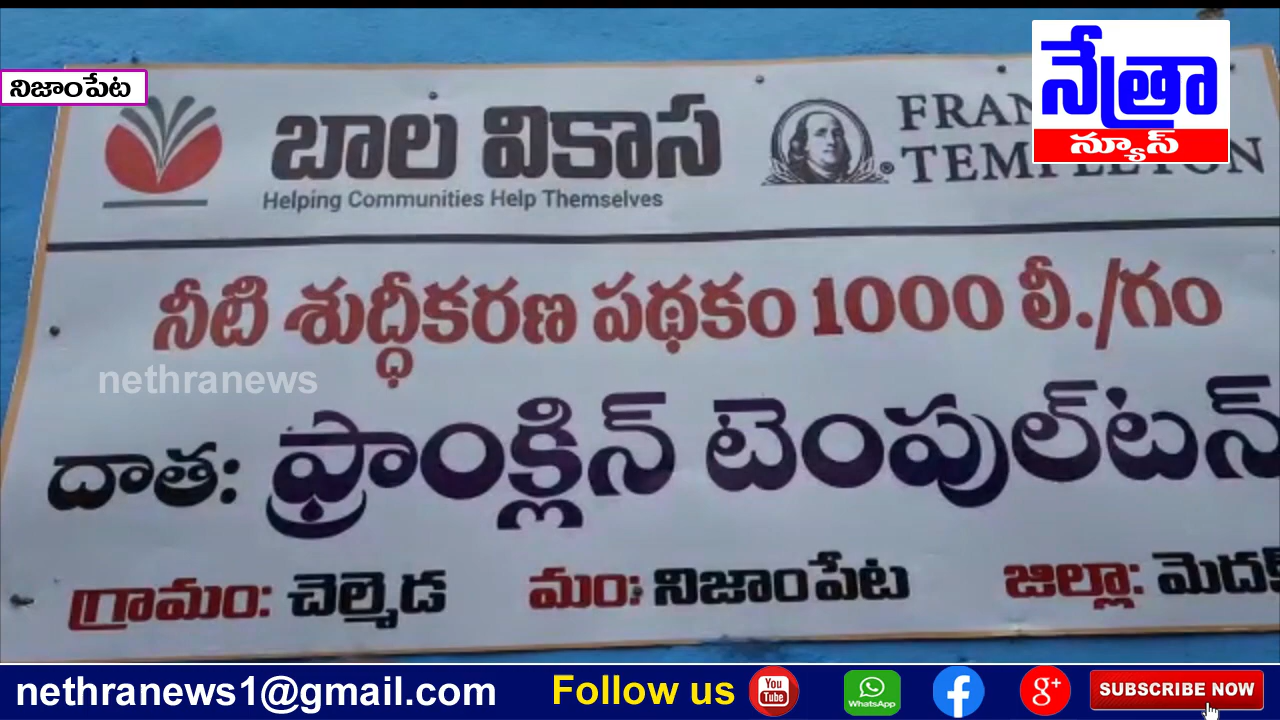 నిజాంపేట
నేత్రా
న్యూస్
బాల వికాస
Helping Communities Help Themselves
TEMPLETON
నీటి శుద్ధీకరణ పథకం 1000 లీ./గం
nethranews
దాత: ఫ్రాంక్లిన్ టెంపుల్‌టన్
గ్రామం: చెల్మెడ మం: నిజాంపేట జిల్లా: మెదక్
nethranews1@gmail.com Follow us You Tube WhatsApp f g+ SUBSCRIBE NOW